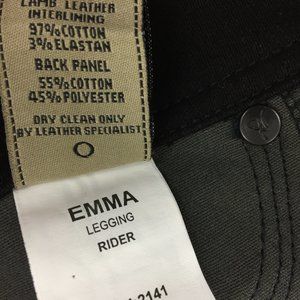 LAMB LEATHER
INTERLINING
97%COTTON
3%ELASTAN
BACK PANEL
55%COTTON
45%POLYESTER
DRY CLEAN ONLY
BY LEATHER SPECIALIST
EMMA
LEGGING
RIDER
2141